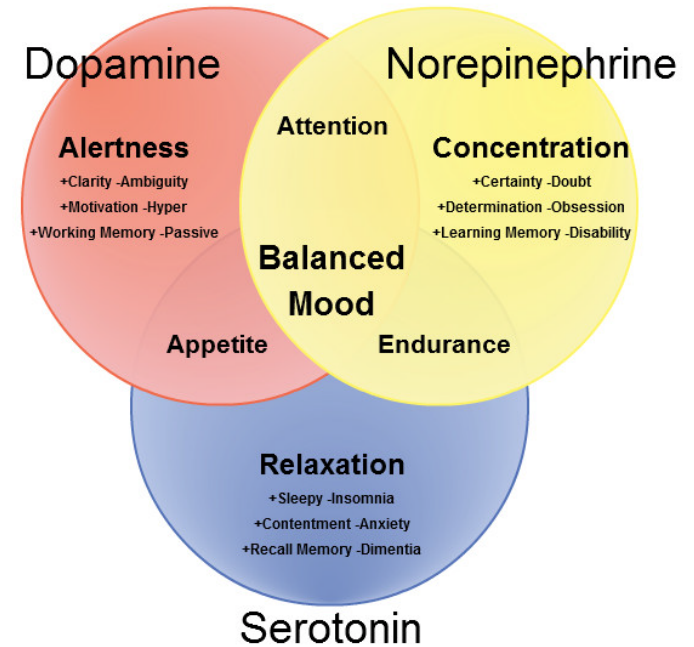 Dopamine
Norepinephrine
Attention
Alertness
+Clarity -Ambiguity
+Motivation -Hyper
+Working Memory -Passive
Concentration
+Certainty -Doubt
+Determination -Obsession
+Learning Memory -Disability
Balanced
Mood
Appetite
Endurance
Relaxation
+Sleepy -Insomnia
+Contentment -Anxiety
+Recall Memory -Dimentia
Serotonin